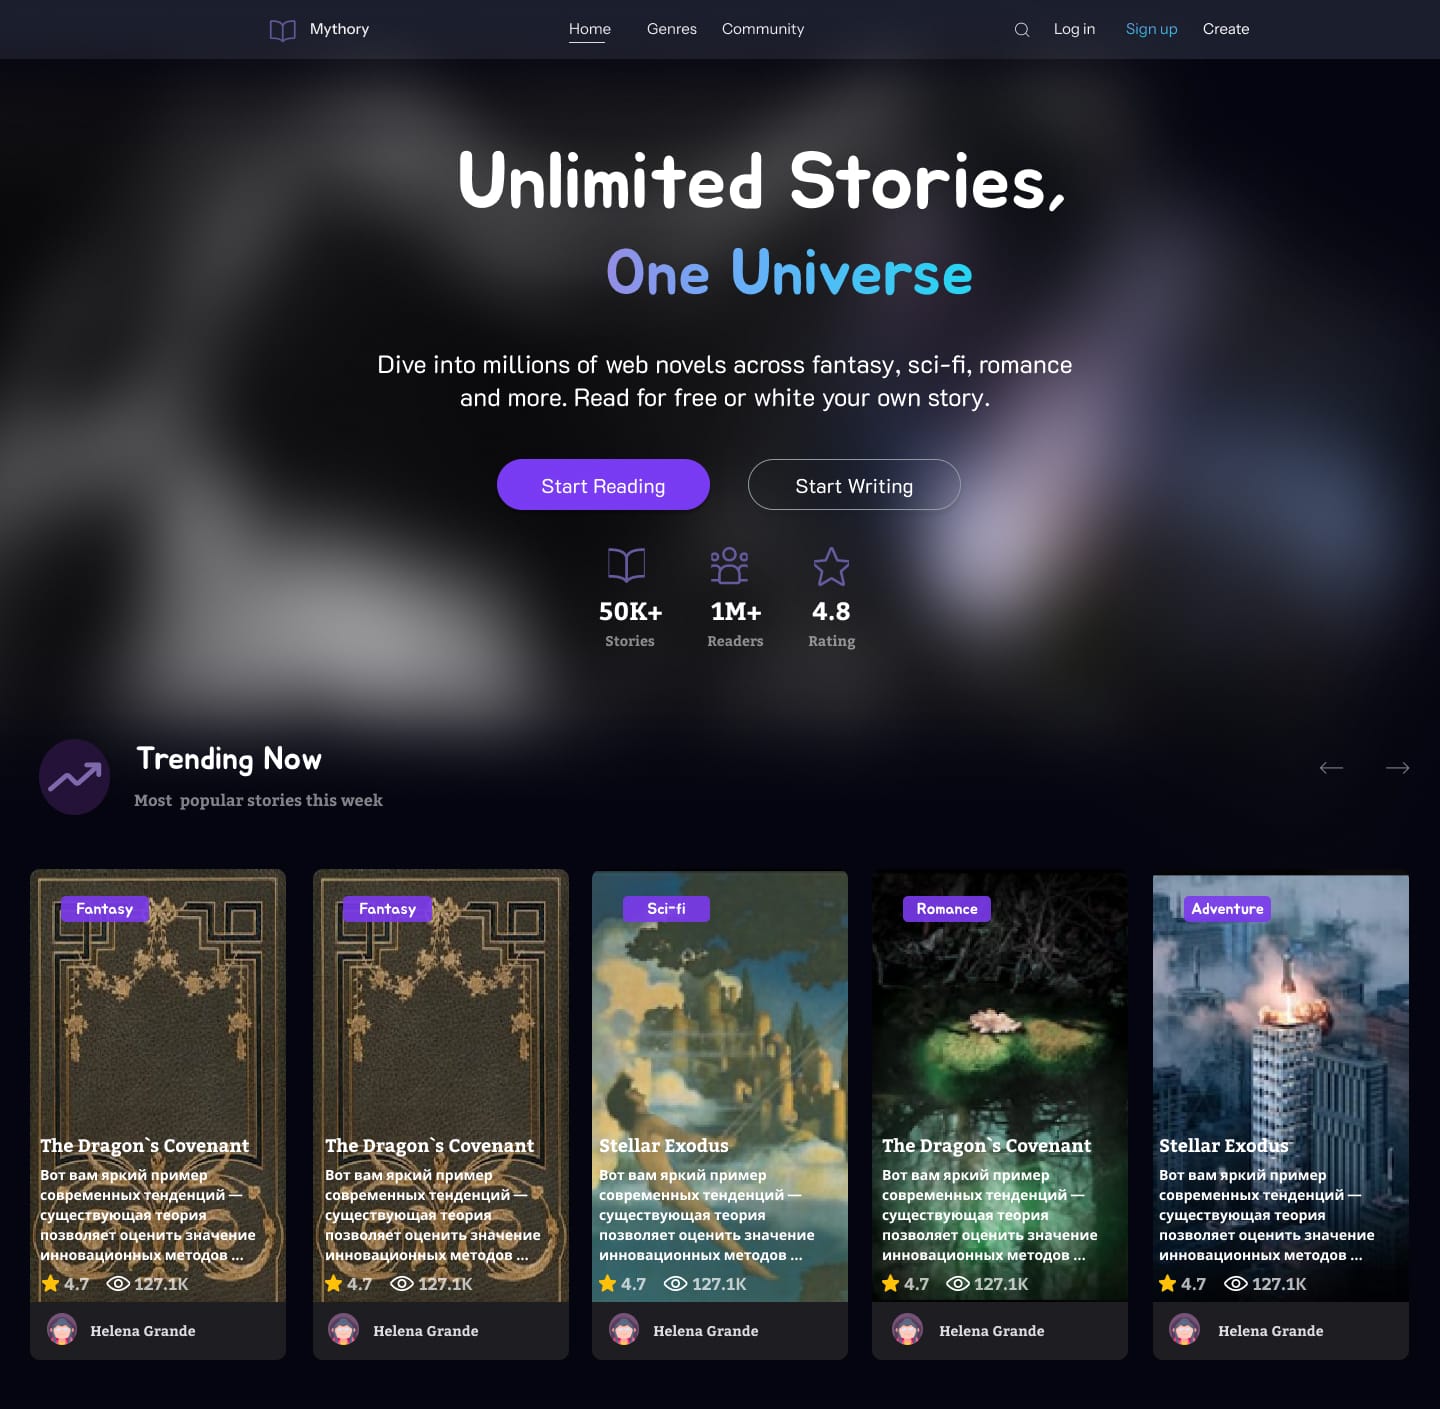 Mythory
Home Genres Community
Log in Sign up Create
Unlimited Stories,
One Universe
Dive into millions of web novels across fantasy, sci-fi, romance
and more. Read for free or white your own story.
Start Reading Start Writing
50K+ 1M+ 4.8
Stories Readers Rating
Trending Now
Most popular stories this week
Fantasy
The Dragon`s Covenant
Вот вам яркий пример
современных тенденций —
существующая теория
позволяет оценить значение
инновационных методов ...
4.7 127.1K
Helena Grande
Fantasy
The Dragon`s Covenant
Вот вам яркий пример
современных тенденций —
существующая теория
позволяет оценить значение
инновационных методов ...
4.7 127.1K
Helena Grande
Sci-fi
Stellar Exodus
Вот вам яркий пример
современных тенденций —
существующая теория
позволяет оценить значение
инновационных методов ...
4.7 127.1K
Helena Grande
Romance
The Dragon`s Covenant
Вот вам яркий пример
современных тенденций —
существующая теория
позволяет оценить значение
инновационных методов ...
4.7 127.1K
Helena Grande
Adventure
Stellar Exodus
Вот вам яркий пример
современных тенденций —
существующая теория
позволяет оценить значение
инновационных методов ...
4.7 127.1K
Helena Grande